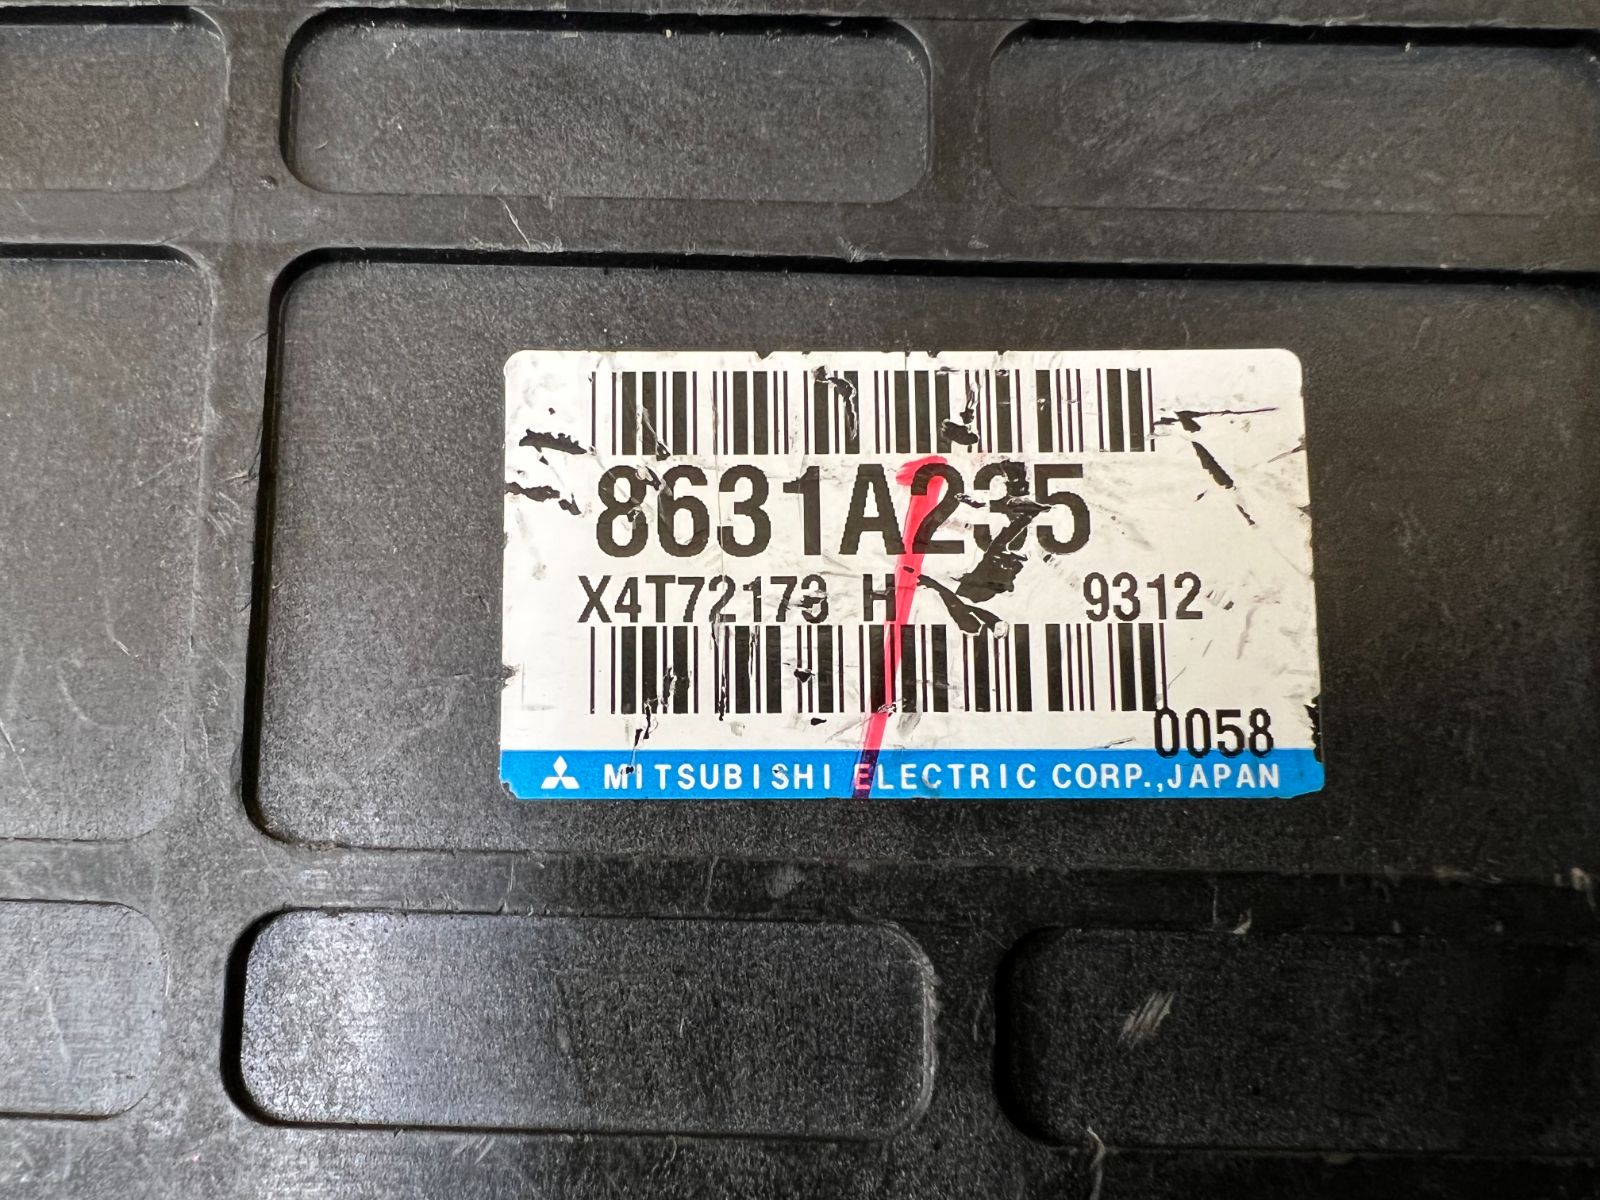 8631A235
X4T72173 H 9312
0058
MITSUBISHI ELECTRIC CORP.,JAPAN